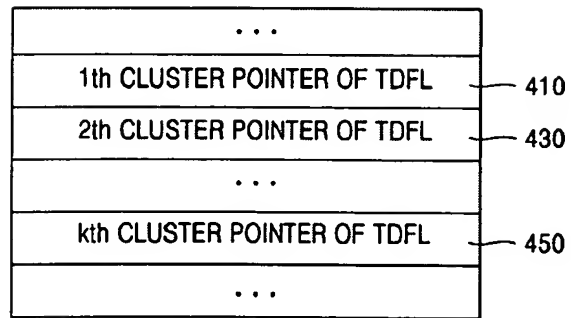 ...
1th CLUSTER POINTER OF TDFL 410
2th CLUSTER POINTER OF TDFL 430
...
kth CLUSTER POINTER OF TDFL 450
...